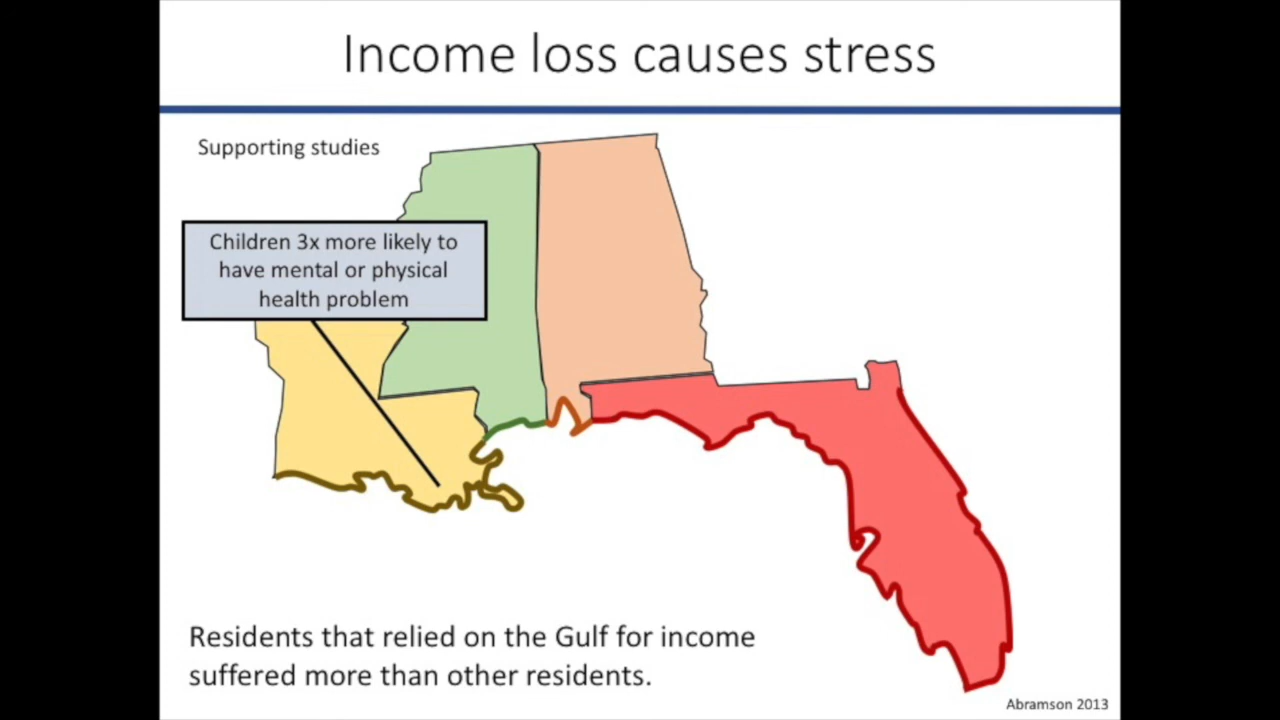 Income loss causes stress
Supporting studies
Children 3x more likely to
have mental or physical
health problem
Residents that relied on the Gulf for income
suffered more than other residents.
Abramson 2013